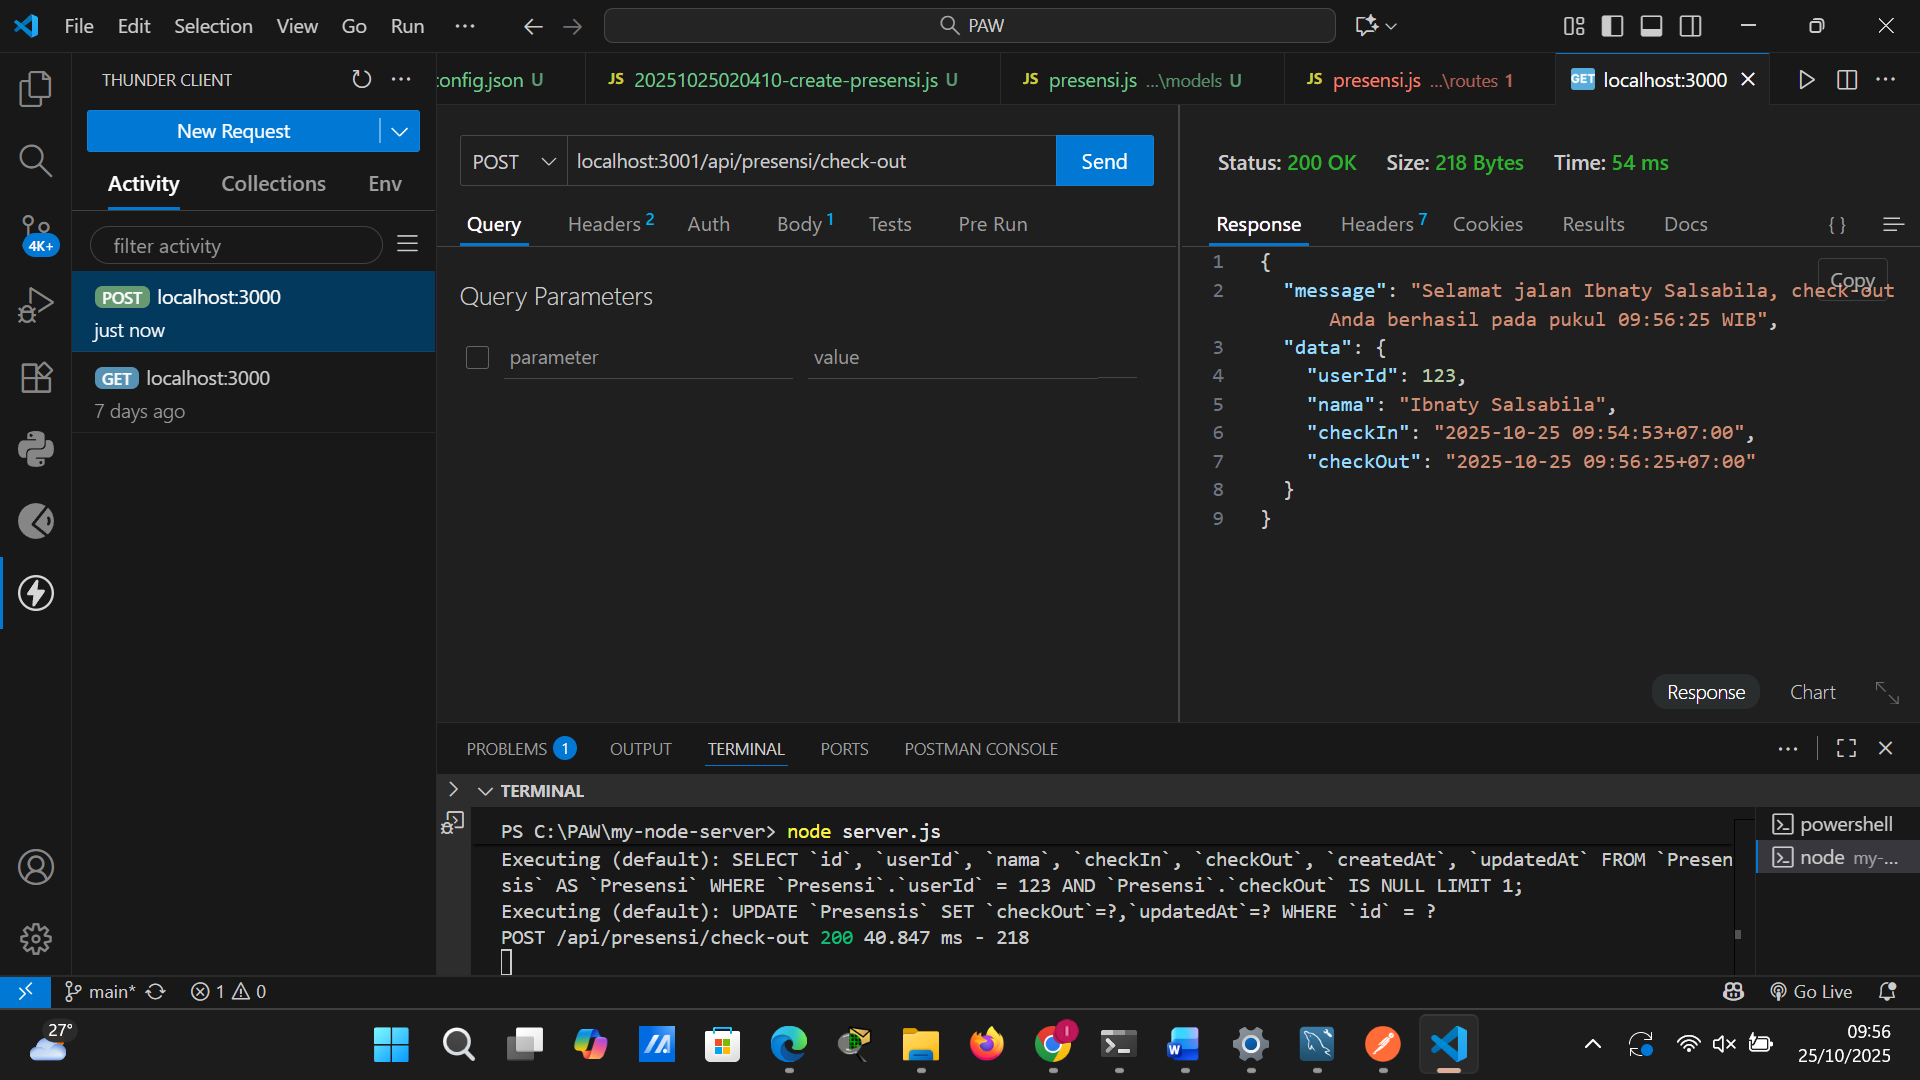 File Edit Selection View Go Run ··· PAW
THUNDER CLIENT
config.json U JS 20251025020410-create-presensi.js U JS presensi.js ...\models U JS presensi.js ...\routes 1 GET localhost:3000
New Request
Activity Collections Env
filter activity
POST localhost:3000
just now
GET localhost:3000
7 days ago
4K+
POST localhost:3001/api/presensi/check-out Send
Query Headers 2 Auth Body 1 Tests Pre Run
Query Parameters
parameter value
Status: 200 OK Size: 218 Bytes Time: 54 ms
Response Headers 7 Cookies Results Docs { }
Copy
1 {
2 "message": "Selamat jalan Ibnaty Salsabila, check-out
Anda berhasil pada pukul 09:56:25 WIB",
3 "data": {
4 "userId": 123,
5 "nama": "Ibnaty Salsabila",
6 "checkIn": "2025-10-25 09:54:53+07:00",
7 "checkOut": "2025-10-25 09:56:25+07:00"
8 }
9 }
Response Chart
PROBLEMS 1 OUTPUT TERMINAL PORTS POSTMAN CONSOLE
TERMINAL
PS C:\PAW\my-node-server> node server.js
Executing (default): SELECT `id`, `userId`, `nama`, `checkIn`, `checkOut`, `createdAt`, `updatedAt` FROM `Presen
sis` AS `Presensi` WHERE `Presensi`.`userId` = 123 AND `Presensi`.`checkOut` IS NULL LIMIT 1;
Executing (default): UPDATE `Presensis` SET `checkOut`=?,`updatedAt`=? WHERE `id` = ?
POST /api/presensi/check-out 200 40.847 ms - 218
powershell
node my-...
main* 1 0 Go Live
27°
09:56
25/10/2025